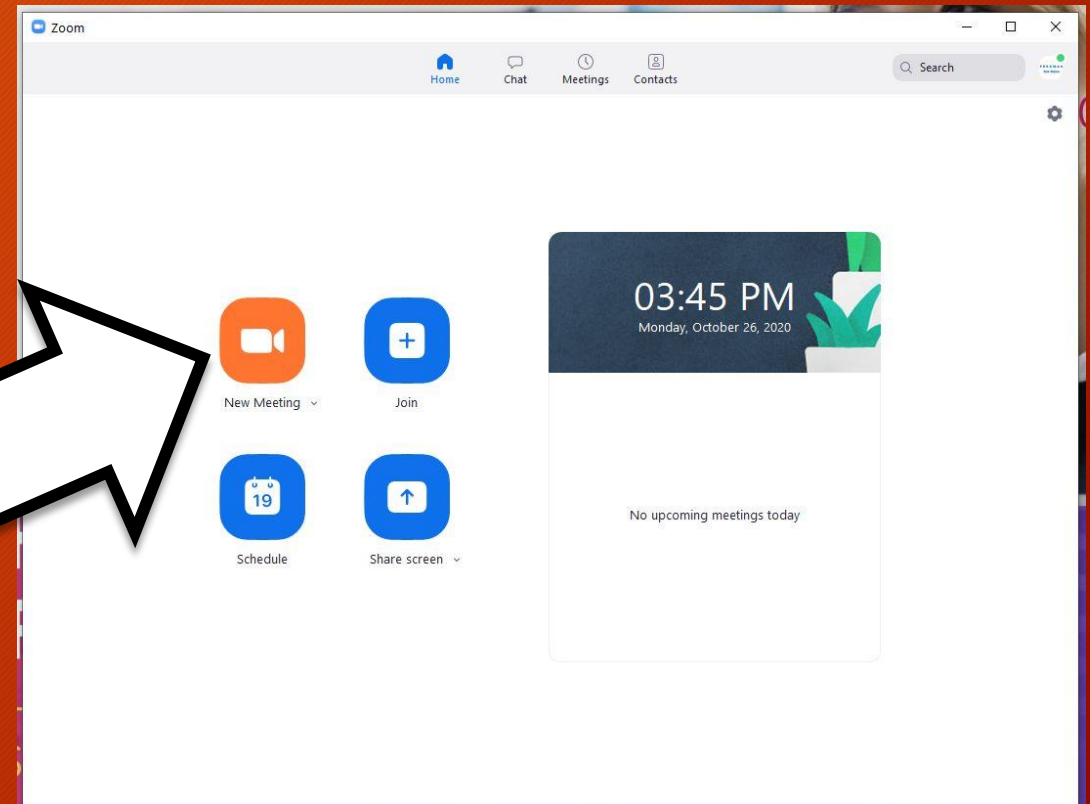 Zoom
Home Chat Meetings Contacts
Search
03:45 PM
Monday, October 26, 2020
New Meeting
Join
19
Schedule
Share screen
No upcoming meetings today